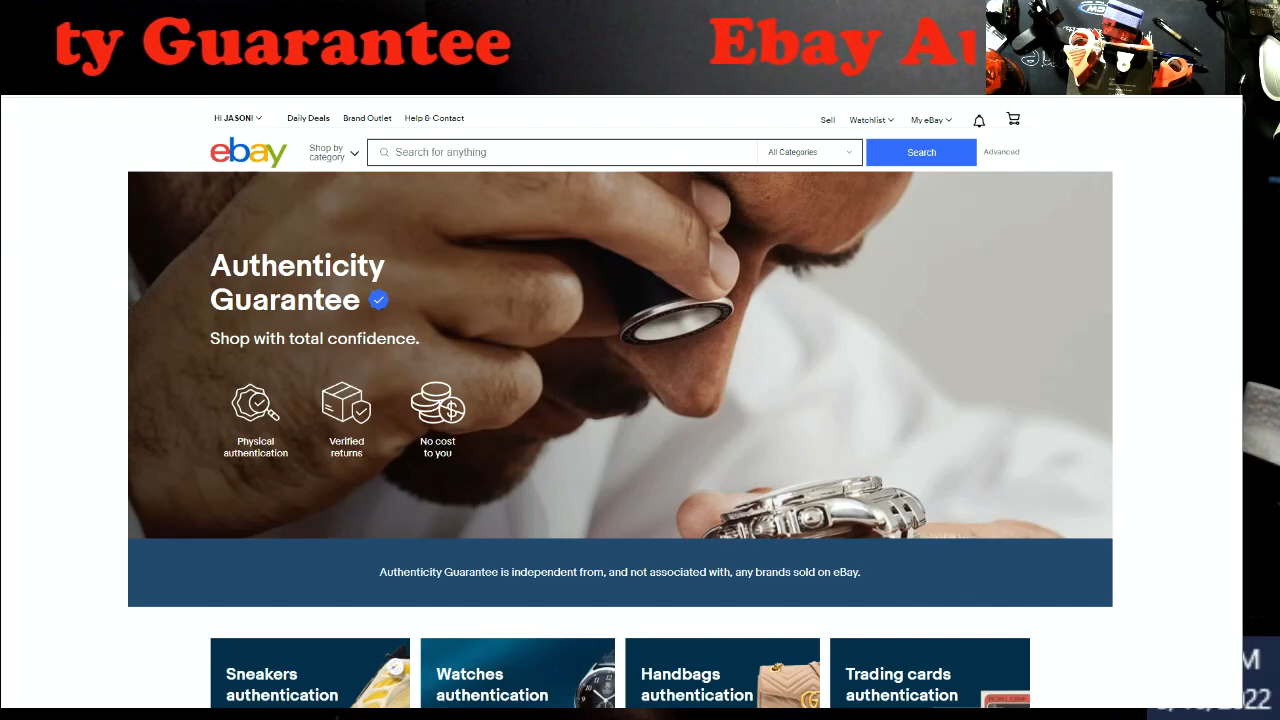 ty Guarantee Ebay Au
Hi JASON! Daily Deals Brand Outlet Help & Contact Sell Watchlist My eBay
ebay Shop by category Search for anything All Categories Search Advanced
Authenticity
Guarantee
Shop with total confidence.
Physical
authentication
Verified
returns
No cost
to you
Authenticity Guarantee is independent from, and not associated with, any brands sold on eBay.
Sneakers
authentication
Watches
authentication
Handbags
authentication
Trading cards
authentication